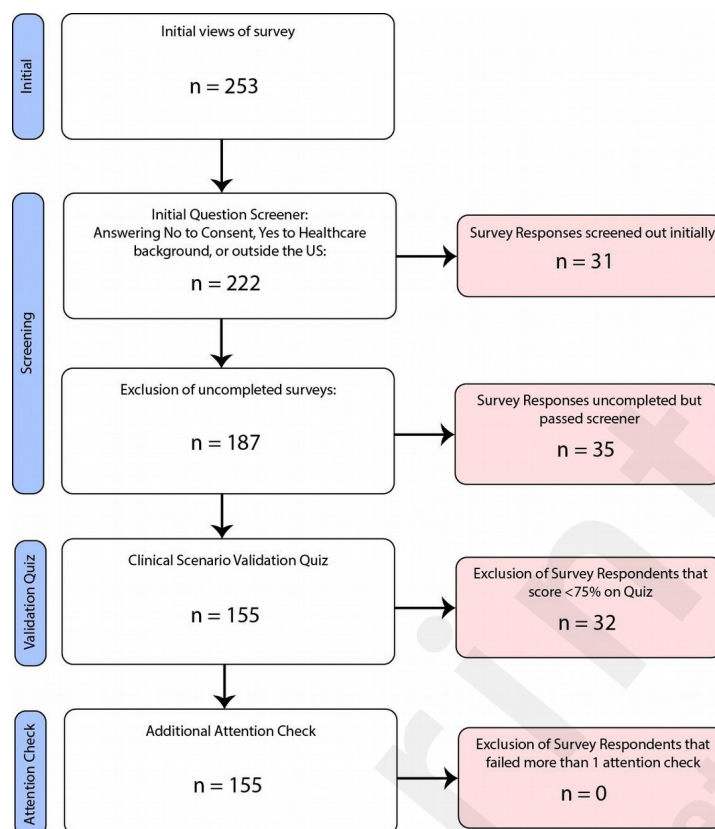 Initial
Initial views of survey
n = 253
Screening
Initial Question Screener:
Answering No to Consent, Yes to Healthcare
background, or outside the US:
n = 222
Survey Responses screened out initially
n = 31
Exclusion of uncompleted surveys:
n = 187
Survey Responses uncompleted but
passed screener
n = 35
Validation Quiz
Clinical Scenario Validation Quiz
n = 155
Exclusion of Survey Respondents that
score <75% on Quiz
n = 32
Attention Check
Additional Attention Check
n = 155
Exclusion of Survey Respondents that
failed more than 1 attention check
n = 0
rint